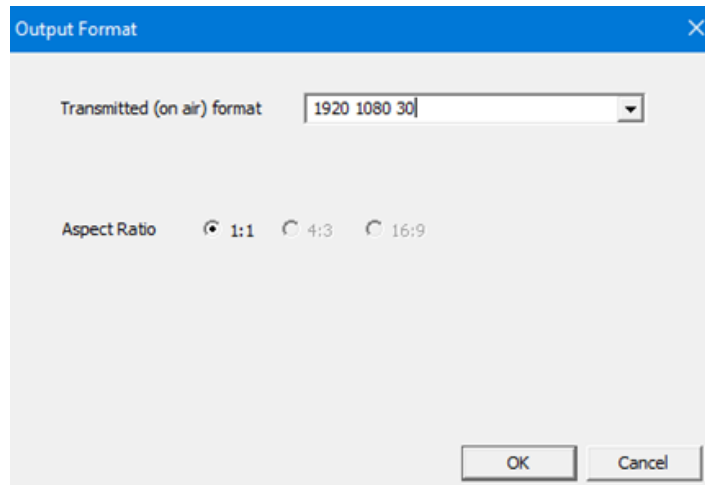 Output Format
Transmitted (on air) format 1920 1080 30
Aspect Ratio 1:1 4:3 16:9
OK Cancel